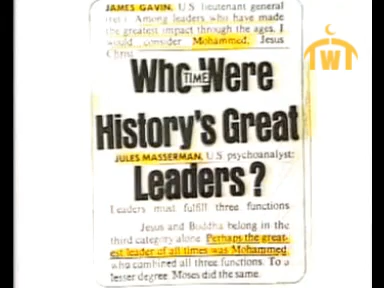 JAMES GAVIN, U.S. lieutenant general
Among leaders who have made
the greatest impact through the ages, I
would consider Mohammed, Jesus
Christ
Who Were
TIME
History's Great
JULES MASSERMAN, U.S. psychoanalyst:
Leaders?
Leaders must fulfill three functions
Jesus and Buddha belong in the
third category alone. Perhaps the great-
est leader of all times was Mohammed,
who combined all three functions. To a
lesser degree Moses did the same.
IWT